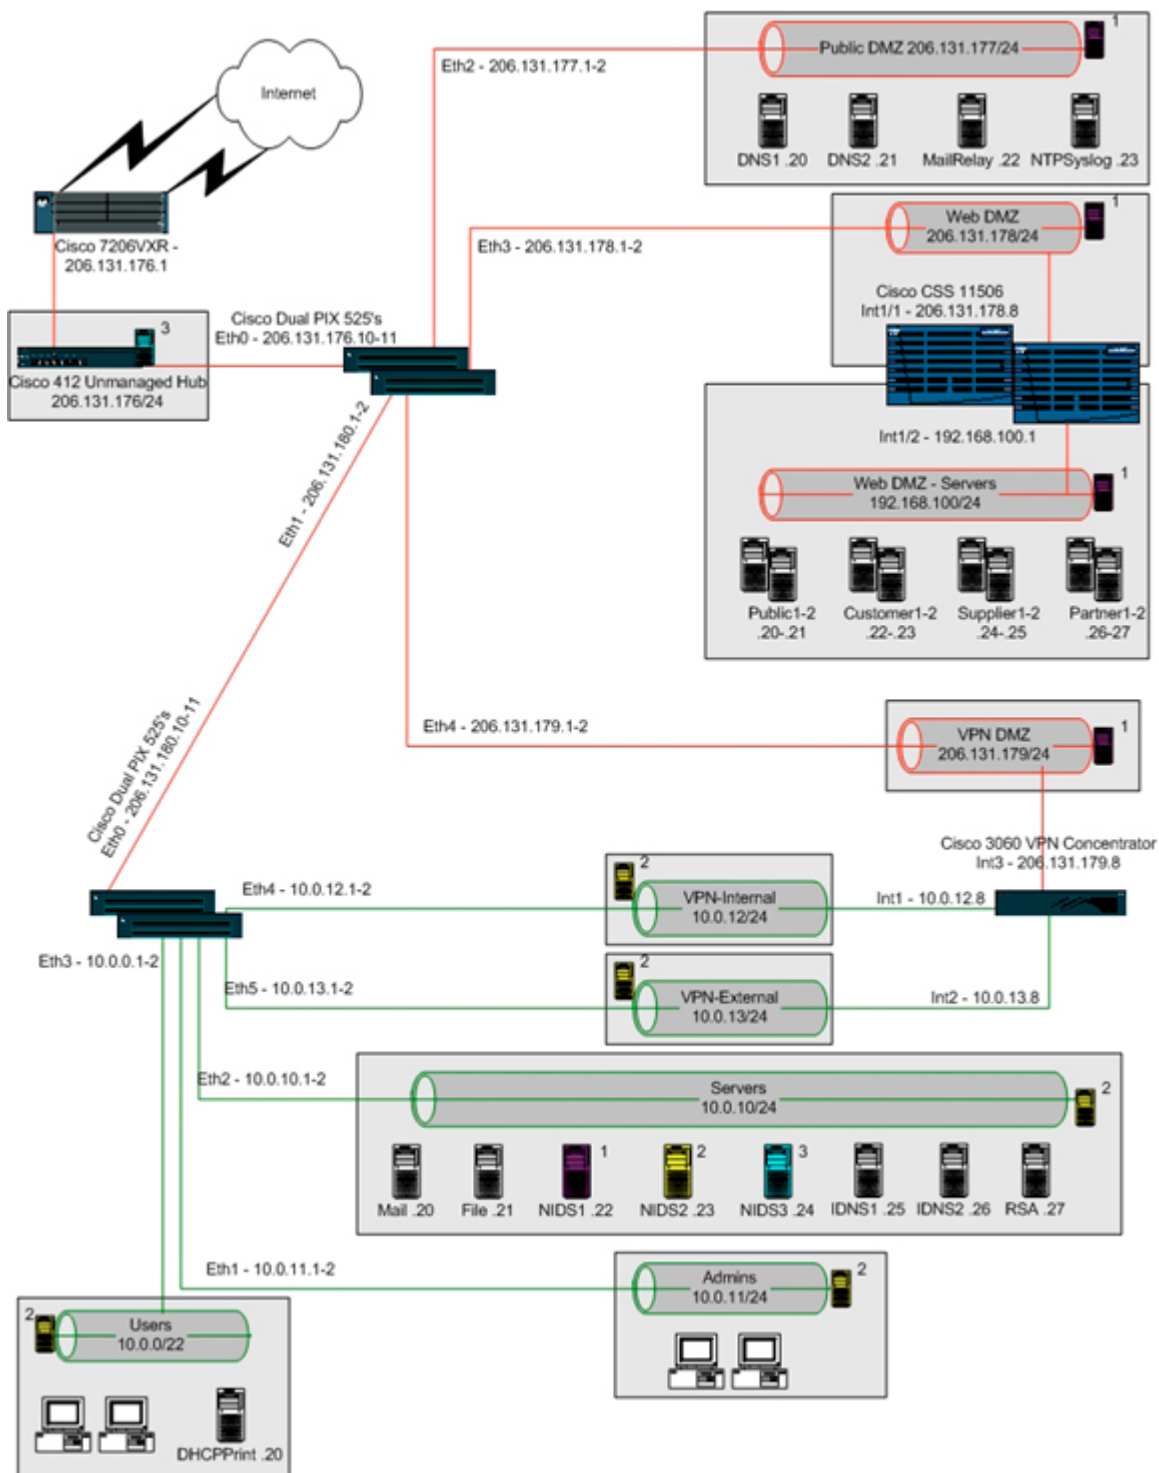 Internet
Cisco 7206VXR -
206.131.176.1
3
Cisco 412 Unmanaged Hub
206.131.176/24
Cisco Dual PIX 525's
Eth0 - 206.131.176.10-11
Eth2 - 206.131.177.1-2
1
Public DMZ 206.131.177/24
DNS1 .20
DNS2 .21
MailRelay .22
NTPSyslog .23
Eth3 - 206.131.178.1-2
1
Web DMZ
206.131.178/24
Cisco CSS 11506
Int1/1 - 206.131.178.8
Int1/2 - 192.168.100.1
1
Web DMZ - Servers
192.168.100/24
Public1-2
.20-.21
Customer1-2
.22-.23
Supplier1-2
.24-.25
Partner1-2
.26-27
Eth1 - 206.131.180.1-2
Eth4 - 206.131.179.1-2
1
VPN DMZ
206.131.179/24
Cisco 3060 VPN Concentrator
Int3 - 206.131.179.8
Cisco Dual PIX 525's
Eth0 - 206.131.180.10-11
Eth4 - 10.0.12.1-2
2
VPN-Internal
10.0.12/24
Int1 - 10.0.12.8
Eth3 - 10.0.0.1-2
Eth5 - 10.0.13.1-2
2
VPN-External
10.0.13/24
Int2 - 10.0.13.8
Eth2 - 10.0.10.1-2
Servers
10.0.10/24
2
Mail .20
File .21
1
NIDS1 .22
2
NIDS2 .23
3
NIDS3 .24
IDNS1 .25
IDNS2 .26
RSA .27
Eth1 - 10.0.11.1-2
Admins
10.0.11/24
2
2
Users
10.0.0/22
DHCPPrint .20